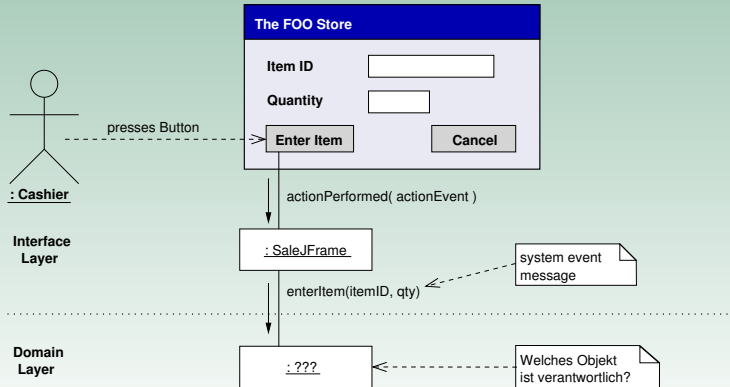 The FOO Store
Item ID
Quantity
presses Button
Enter Item
Cancel
: Cashier
actionPerformed( actionEvent )
Interface
Layer
: SaleJFrame
system event
message
enterItem(itemID, qty)
Domain
Layer
: ???
Welches Objekt
ist verantwortlich?